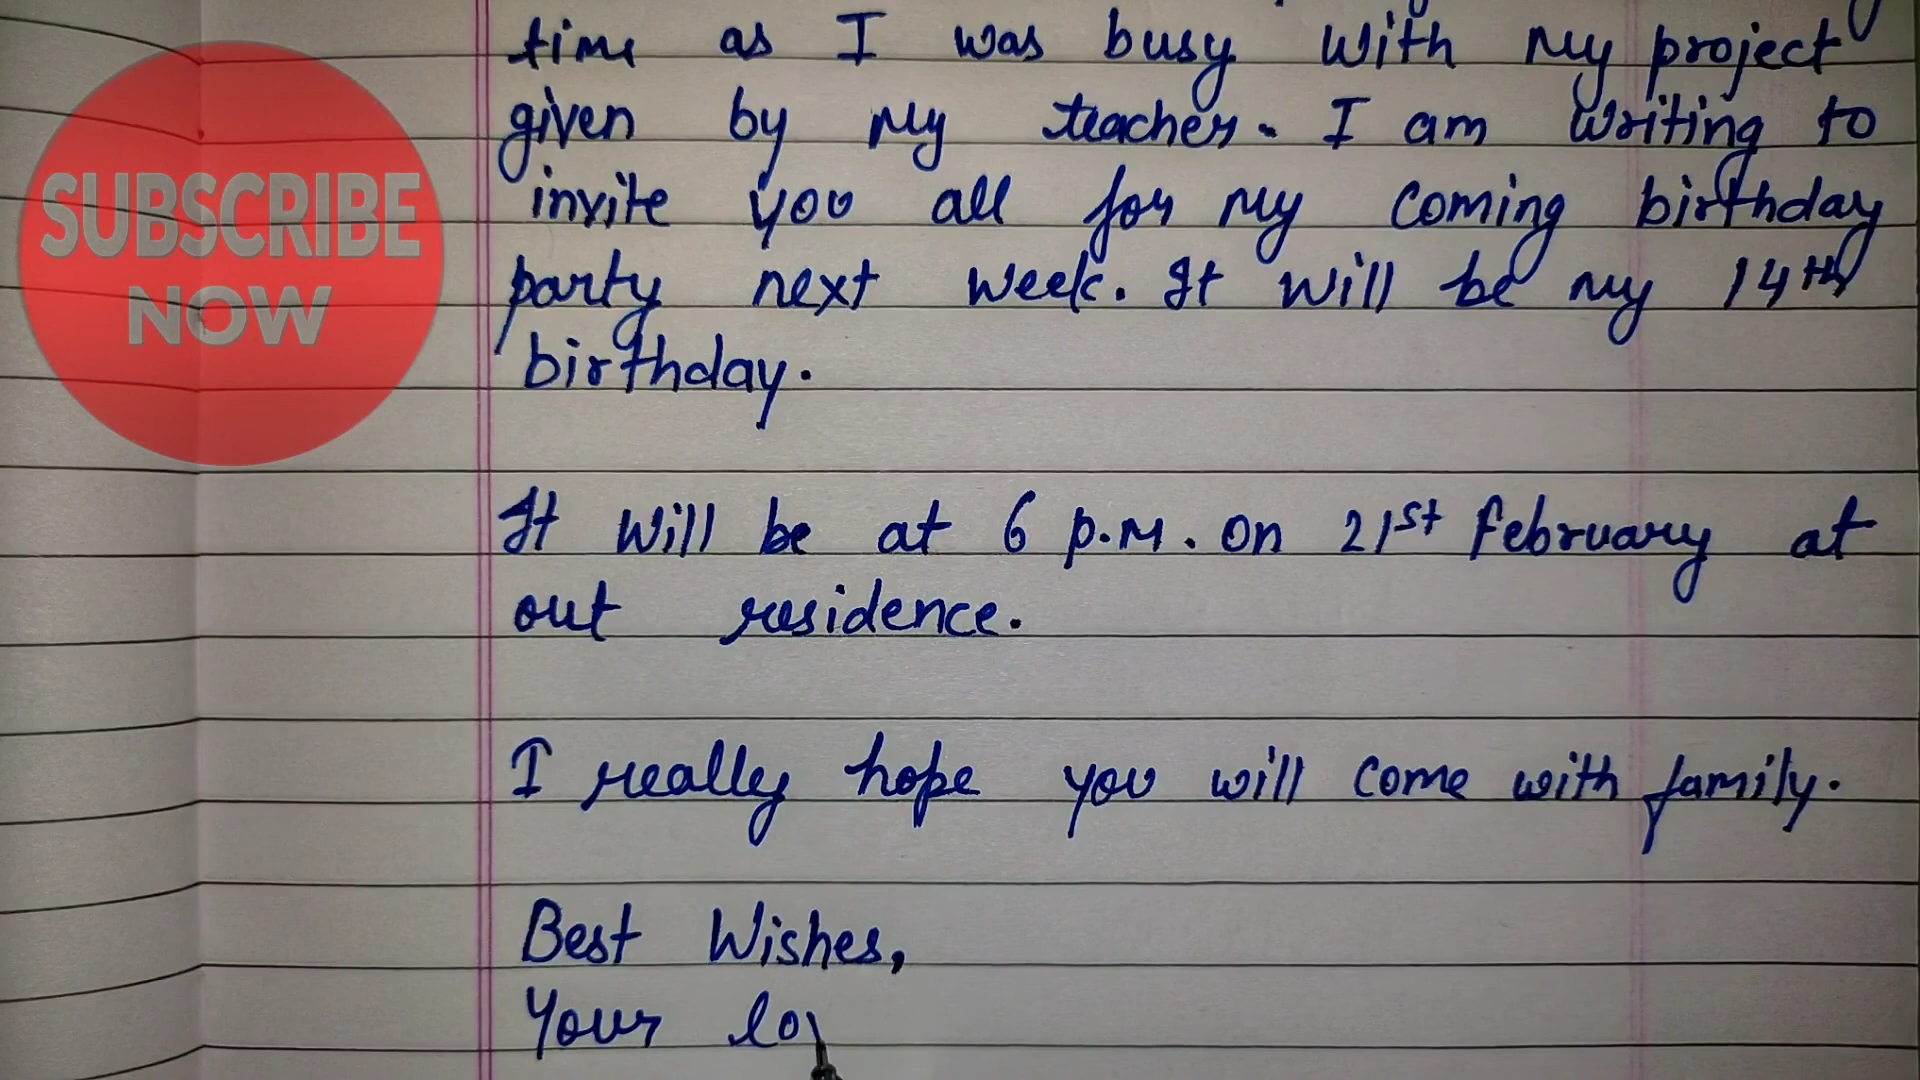 time as I was busy with my project
given by my teacher. I am writing to
invite you all for my coming birthday
party next week. It will be my 14th
birthday.
It will be at 6 p.m. on 21st february at
out residence.
I really hope you will come with family.
Best Wishes,
Your lov
SUBSCRIBE
NOW